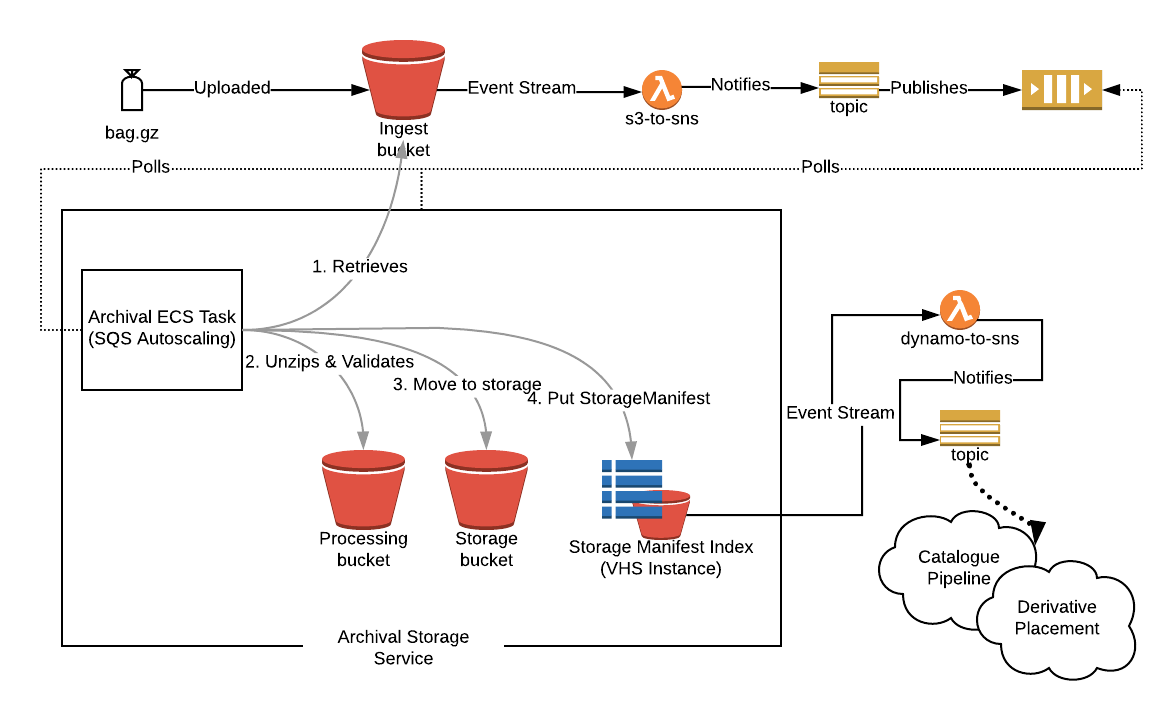 Uploaded
Event Stream
Notifies
Publishes
bag.gz
Ingest
bucket
s3-to-sns
topic
Polls
Polls
1. Retrieves
Archival ECS Task
(SQS Autoscaling)
2. Unzips & Validates
3. Move to storage
4. Put StorageManifest
Processing
bucket
Storage
bucket
Storage Manifest Index
(VHS Instance)
Archival Storage
Service
dynamo-to-sns
Notifies
Event Stream
topic
Catalogue
Pipeline
Derivative
Placement